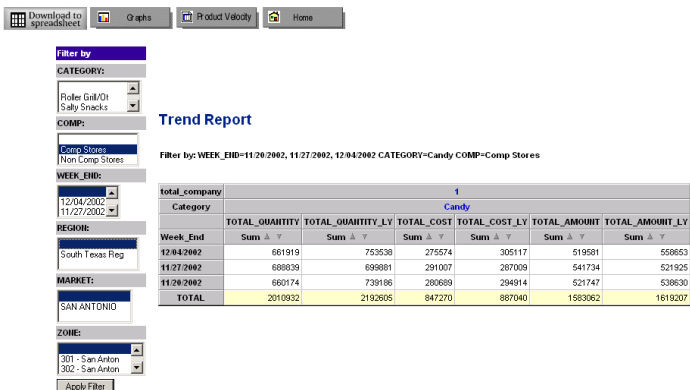 Download to spreadsheet
Graphs
Product Velocity
Home
Filter by
CATEGORY:
Roller Grill/Ot
Salty Snacks
COMP:
Comp Stores
Non Comp Stores
WEEK_END:
12/04/2002
11/27/2002
REGION:
South Texas Reg
MARKET:
SAN ANTONIO
ZONE:
301 - San Anton
302 - San Anton
Apply Filter
Trend Report
Filter by: WEEK_END=11/20/2002, 11/27/2002, 12/04/2002 CATEGORY=Candy COMP=Comp Stores
total_company 1
Category Candy
TOTAL_QUANTITY TOTAL_QUANTITY_LY TOTAL_COST TOTAL_COST_LY TOTAL_AMOUNT TOTAL_AMOUNT_LY
Week_End Sum Sum Sum Sum Sum Sum
12/04/2002 661919 753538 275574 305117 519581 558653
11/27/2002 688839 699881 291007 287009 541734 521925
11/20/2002 660174 739186 280689 294914 521747 538630
TOTAL 2010932 2192605 847270 887040 1583062 1619207